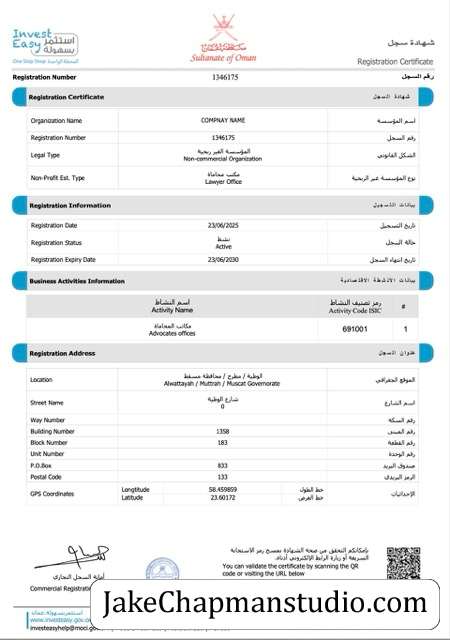 Invest
Easy
استثمر
بسهولة
One Stop Shop المحطة الواحدة
سلطنة عمان
Sultanate of Oman
شهادة سجل
Registration Certificate
Registration Number 1346175 رقم السجل
Registration Certificate شهادة السجل
Organization Name COMPNAY NAME اسم المؤسسة
Registration Number 1346175 رقم السجل
Legal Type المؤسسة الغير ربحية الشكل القانوني
Non-commercial Organization
Non-Profit Est. Type مكتب محاماة نوع المؤسسة غير الربحية
Lawyer Office
Registration Information بيانات التسجيل
Registration Date 23/06/2025 تاريخ التسجيل
Registration Status نشط حالة السجل
Active
Registration Expiry Date 23/06/2030 تاريخ انتهاء السجل
Business Activities Information بيانات الأنشطة الاقتصادية
اسم النشاط رمز تصنيف النشاط #
Activity Name Activity Code ISIC
مكاتب المحاماة 691001 1
Advocates offices
Registration Address عنوان السجل
Location الوطية / مطرح / محافظة مسقط الموقع الجغرافي
Alwattayah / Muttrah / Muscat Governorate
Street Name شارع الوطية اسم الشارع
0
Way Number رقم السكة
Building Number 1358 رقم المبنى
Block Number 183 رقم القطعة
Unit Number رقم الوحدة
P.O.Box 833 صندوق البريد
Postal Code 133 الرمز البريدي
GPS Coordinates Longtitude 58.459859 خط الطول الإحداثيات
Latitude 23.60172 خط العرض
أمانة السجل التجاري
Commercial Registration
بإمكانكم التحقق من صحة الشهادة بمسح رمز الاستجابة
السريعة أو زيارة الرابط الإلكتروني أدناه.
You can validate the certificate by scanning the QR
code or visiting the URL below
استثمر بسهولة عمان
www.investeasy.gov.om
investeasyhelp@moci.gov
JakeChapmanstudio.com